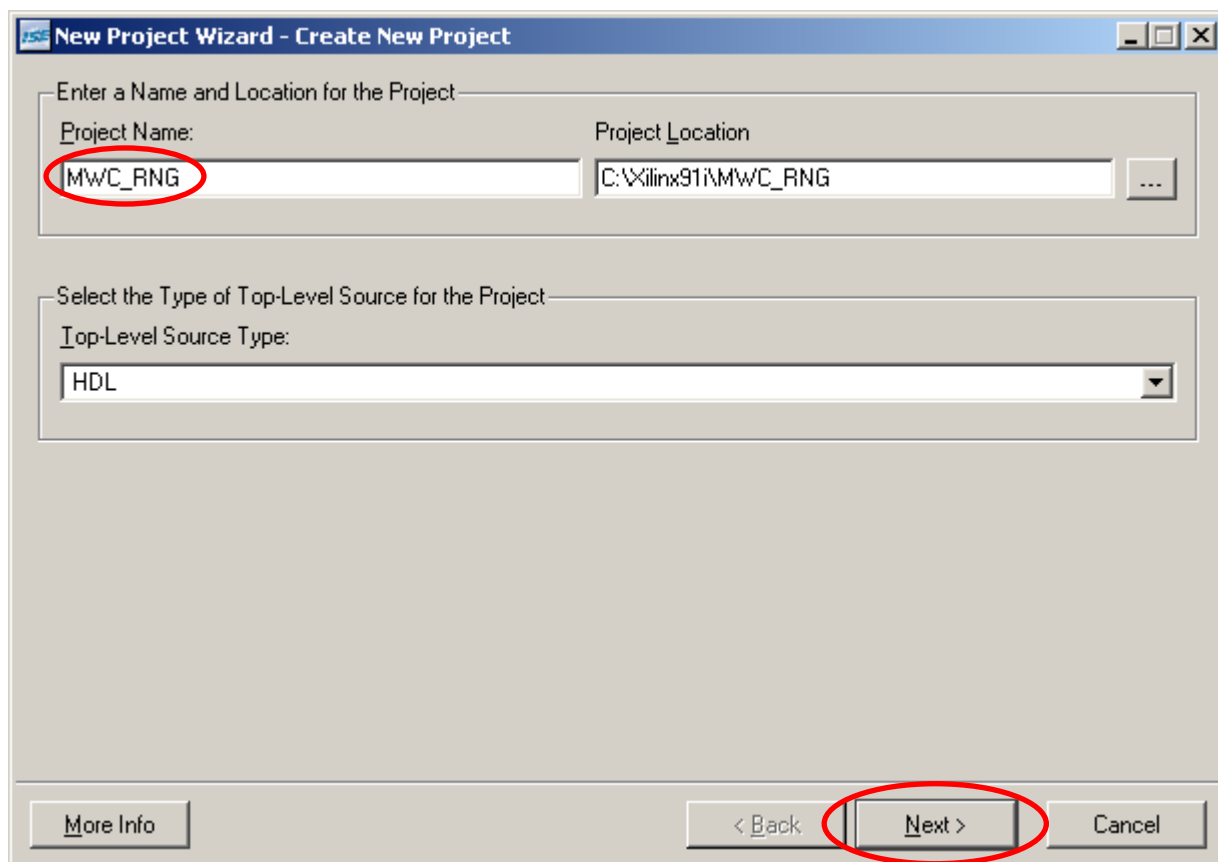 ISE New Project Wizard - Create New Project
Enter a Name and Location for the Project
Project Name: Project Location
MWC_RNG C:\Xilinx91i\MWC_RNG ...
Select the Type of Top-Level Source for the Project
Top-Level Source Type:
HDL
More Info < Back Next > Cancel